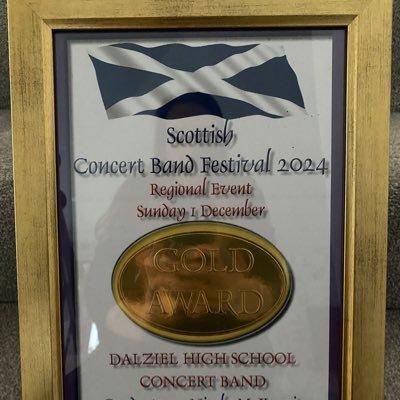 Scottish
Concert Band Festival 2024
Regional Event
Sunday 1 December
GOLD
AWARD
DALZIEL HIGH SCHOOL
CONCERT BAND